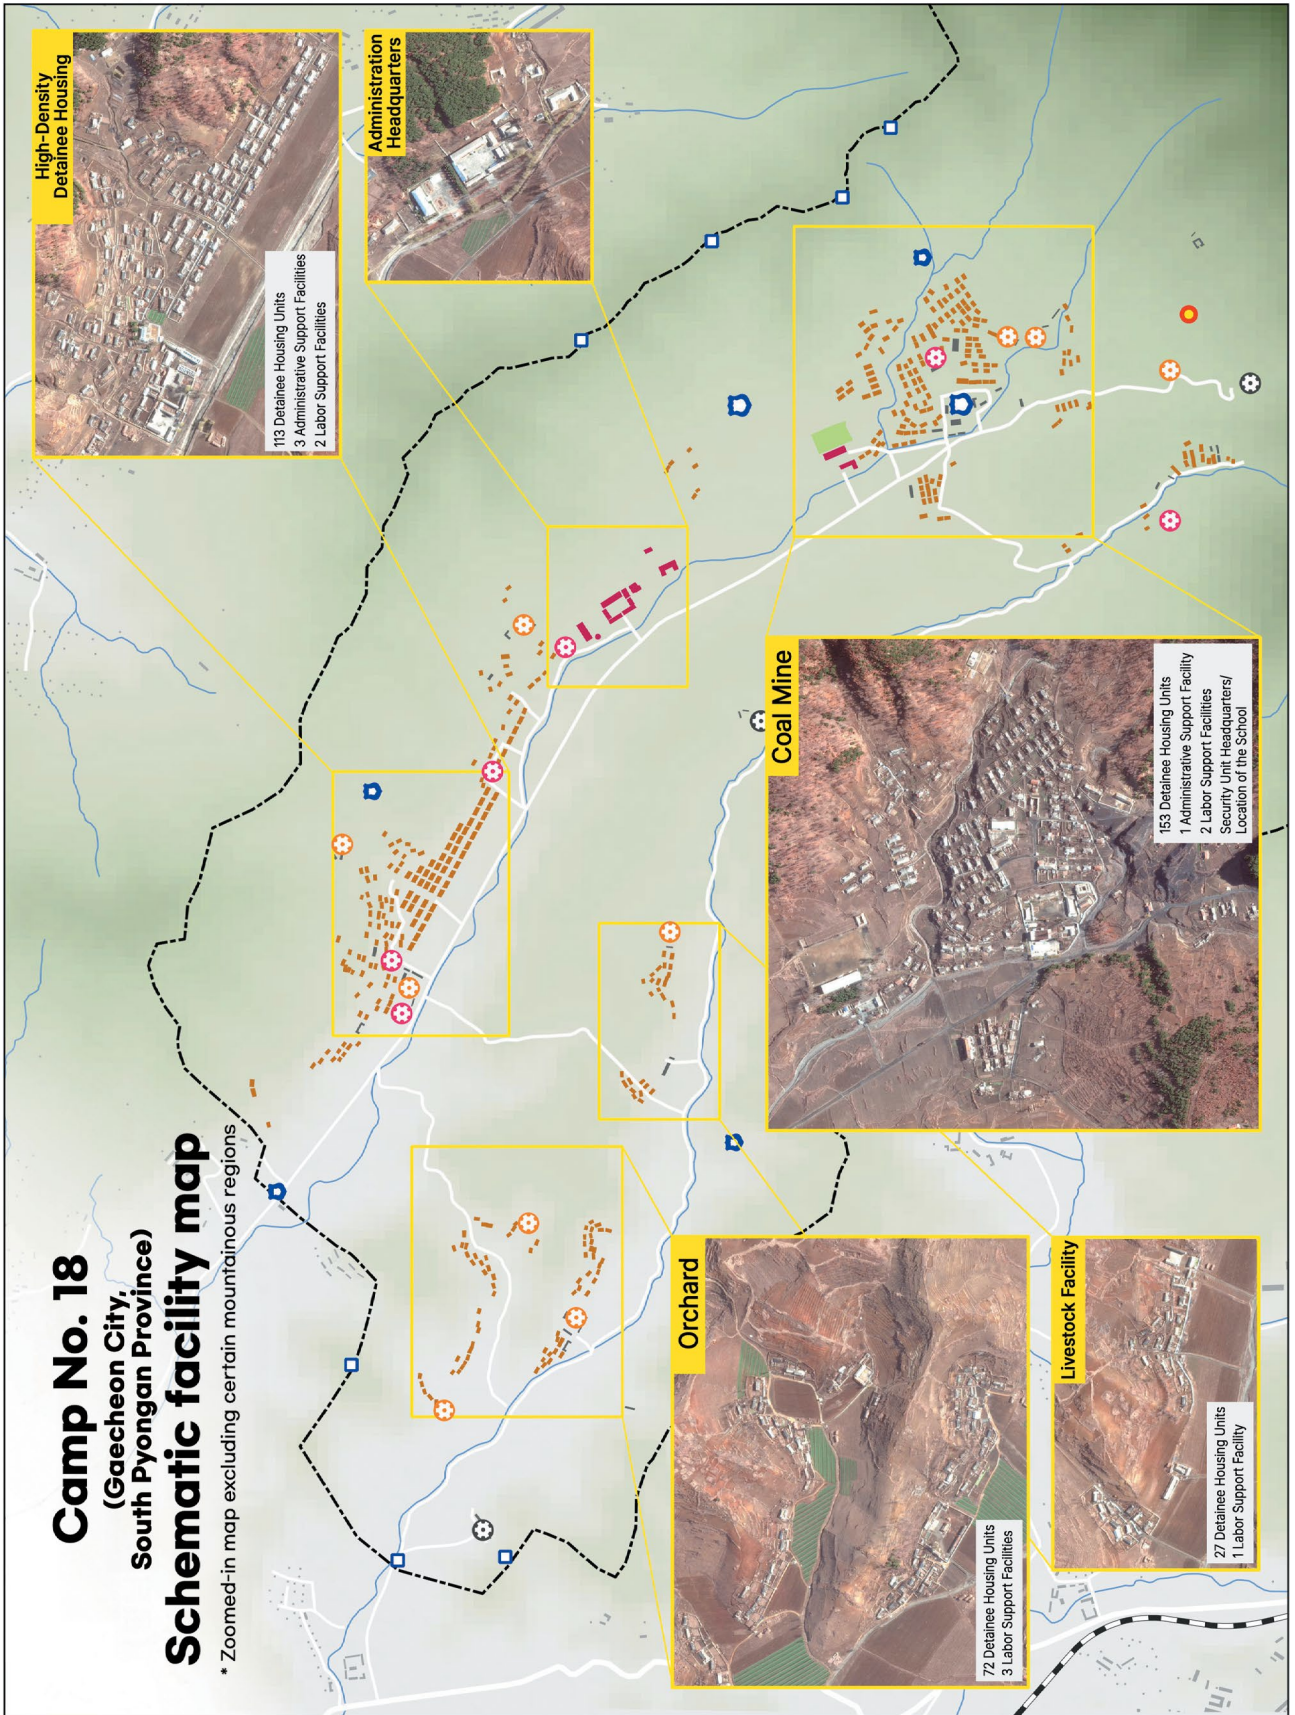 Camp No. 18
(Gaecheon City,
South Pyongan Province)
Schematic facility map
* Zoomed-in map excluding certain mountainous regions
High-Density
Detainee Housing
113 Detainee Housing Units
3 Administrative Support Facilities
2 Labor Support Facilities
Administration
Headquarters
Orchard
72 Detainee Housing Units
3 Labor Support Facilities
Coal Mine
153 Detainee Housing Units
1 Administrative Support Facility
2 Labor Support Facilities
Security Unit Headquarters/
Location of the School
Livestock Facility
27 Detainee Housing Units
1 Labor Support Facility